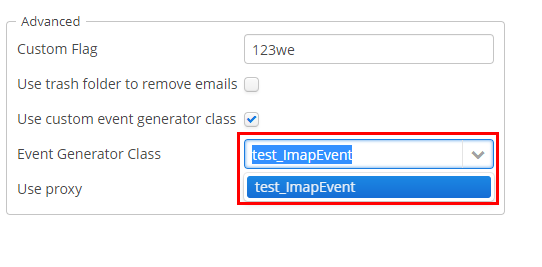 Advanced
Custom Flag 123we
Use trash folder to remove emails
Use custom event generator class
Event Generator Class test_ImapEvent
test_ImapEvent
Use proxy